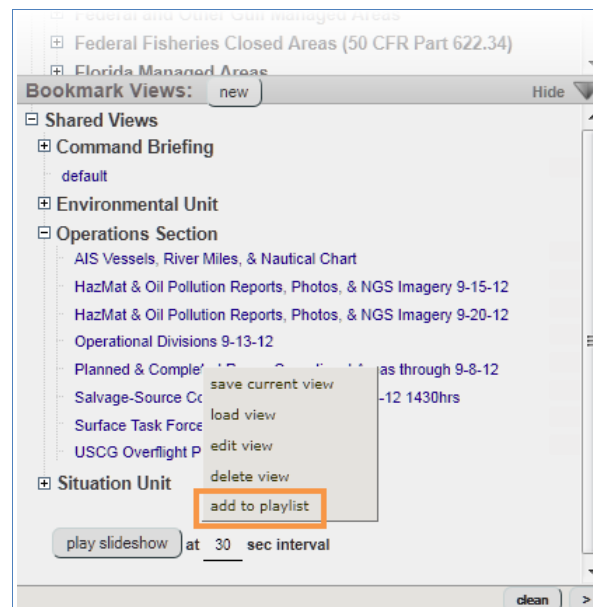 Federal and Other Gulf Managed Areas
Federal Fisheries Closed Areas (50 CFR Part 622.34)
Florida Managed Areas
Bookmark Views: new Hide
Shared Views
Command Briefing
default
Environmental Unit
Operations Section
AIS Vessels, River Miles, & Nautical Chart
HazMat & Oil Pollution Reports, Photos, & NGS Imagery 9-15-12
HazMat & Oil Pollution Reports, Photos, & NGS Imagery 9-20-12
Operational Divisions 9-13-12
Planned & through 9-8-12
Salvage-Source -12 1430hrs
Surface Task Force
USCG Overflight
save current view
load view
edit view
delete view
add to playlist
Situation Unit
play slideshow at 30 sec interval
clean >